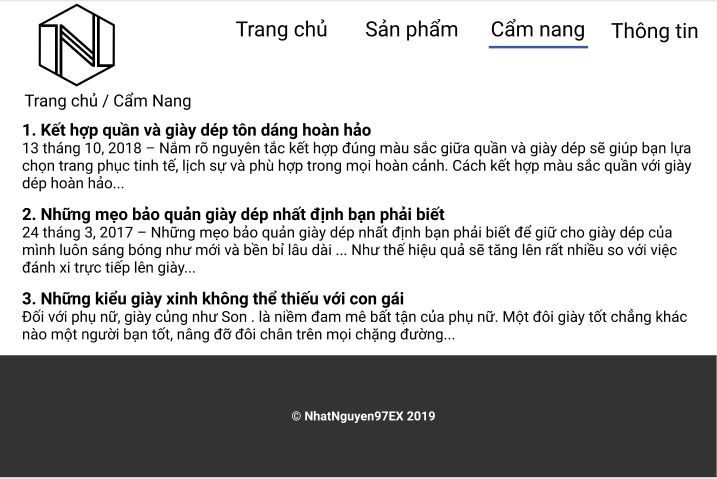 Trang chủ Sản phẩm Cẩm nang Thông tin
Trang chủ / Cẩm Nang
1. Kết hợp quần và giày dép tôn dáng hoàn hảo
13 tháng 10, 2018 – Nắm rõ nguyên tắc kết hợp đúng màu sắc giữa quần và giày dép sẽ giúp bạn lựa
chọn trang phục tinh tế, lịch sự và phù hợp trong mọi hoàn cảnh. Cách kết hợp màu sắc quần với giày
dép hoàn hảo...
2. Những mẹo bảo quản giày dép nhất định bạn phải biết
24 tháng 3, 2017 – Những mẹo bảo quản giày dép nhất định bạn phải biết để giữ cho giày dép của
mình luôn sáng bóng như mới và bền bỉ lâu dài ... Như thế hiệu quả sẽ tăng lên rất nhiều so với việc
đánh xi trực tiếp lên giày...
3. Những kiểu giày xinh không thể thiếu với con gái
Đối với phụ nữ, giày củng như Son . là niềm đam mê bất tận của phụ nữ. Một đôi giày tốt chẳng khác
nào một người bạn tốt, nâng đỡ đôi chân trên mọi chặng đường...
© NhatNguyen97EX 2019